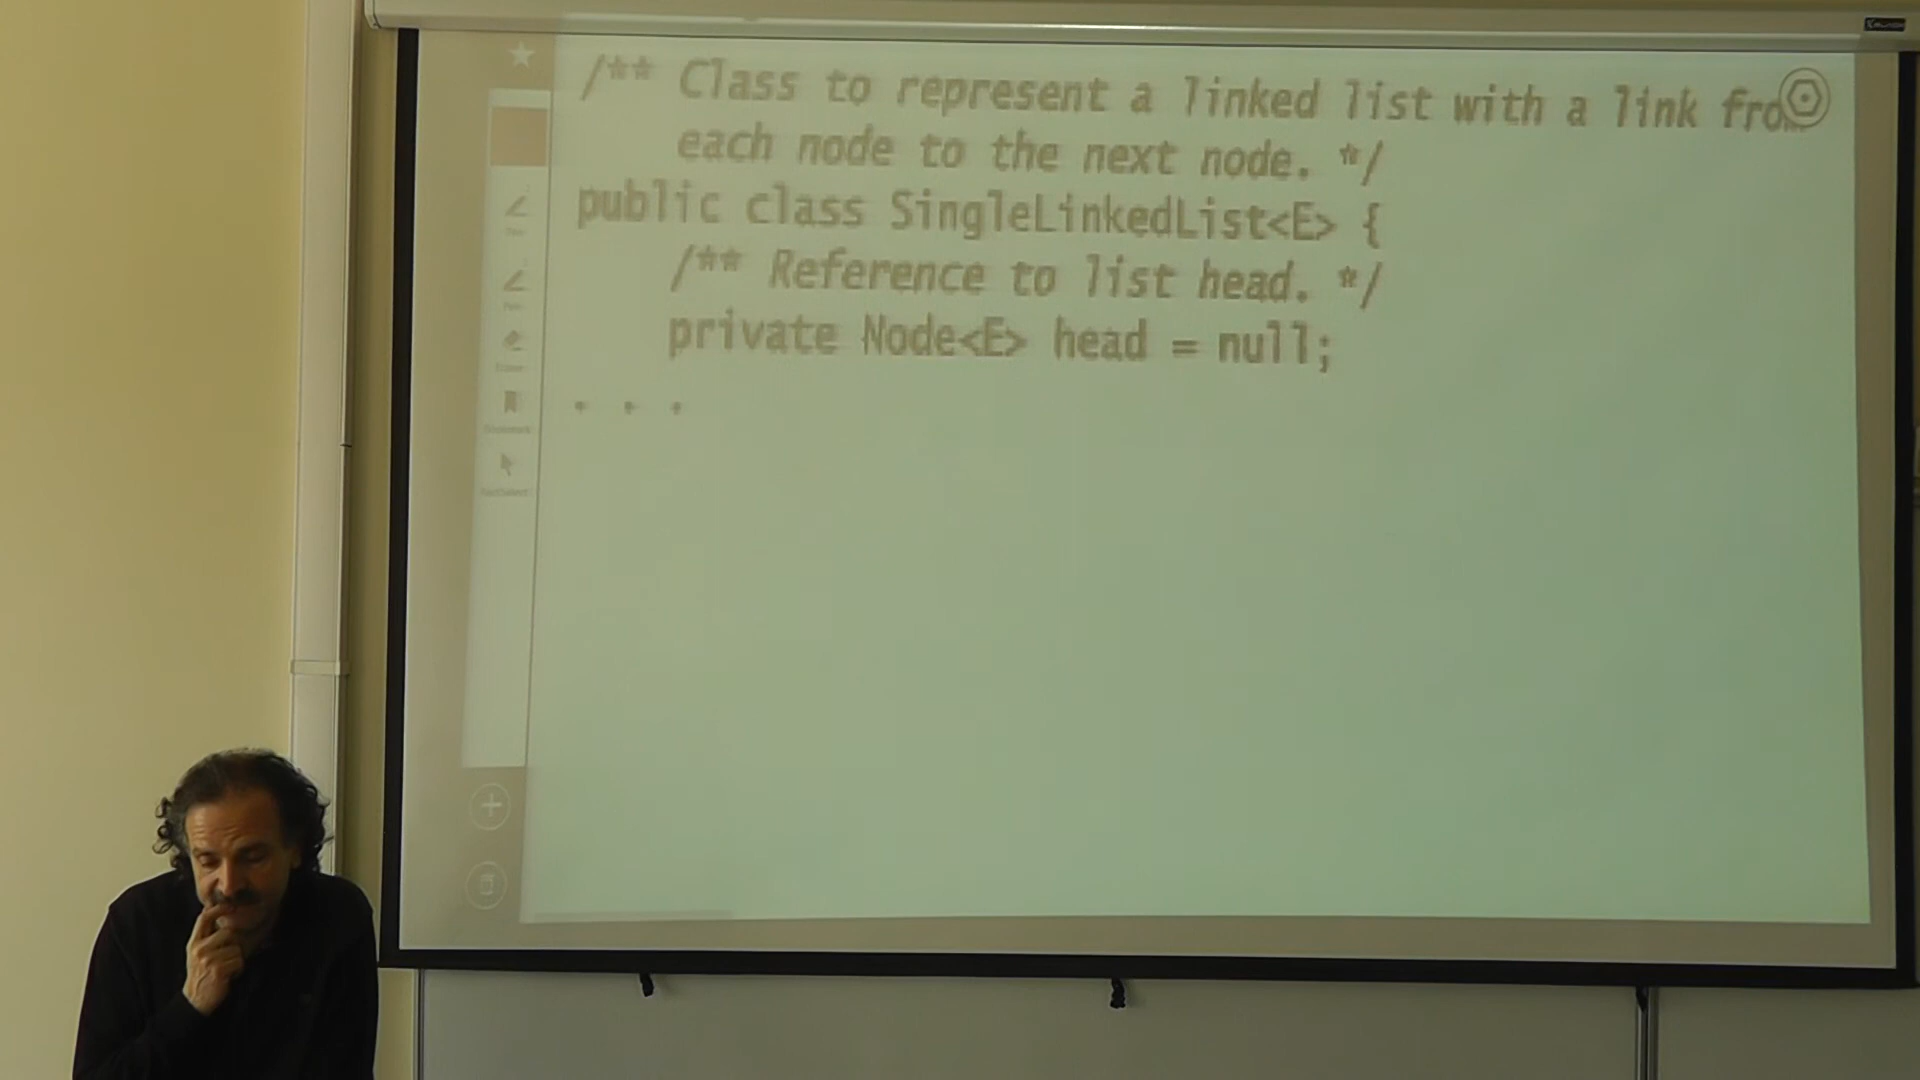 /** Class to represent a linked list with a link
each node to the next node. */
public class SingleLinkedList<E> {
/** Reference to list head. */
private Node<E> head = null;
. . .